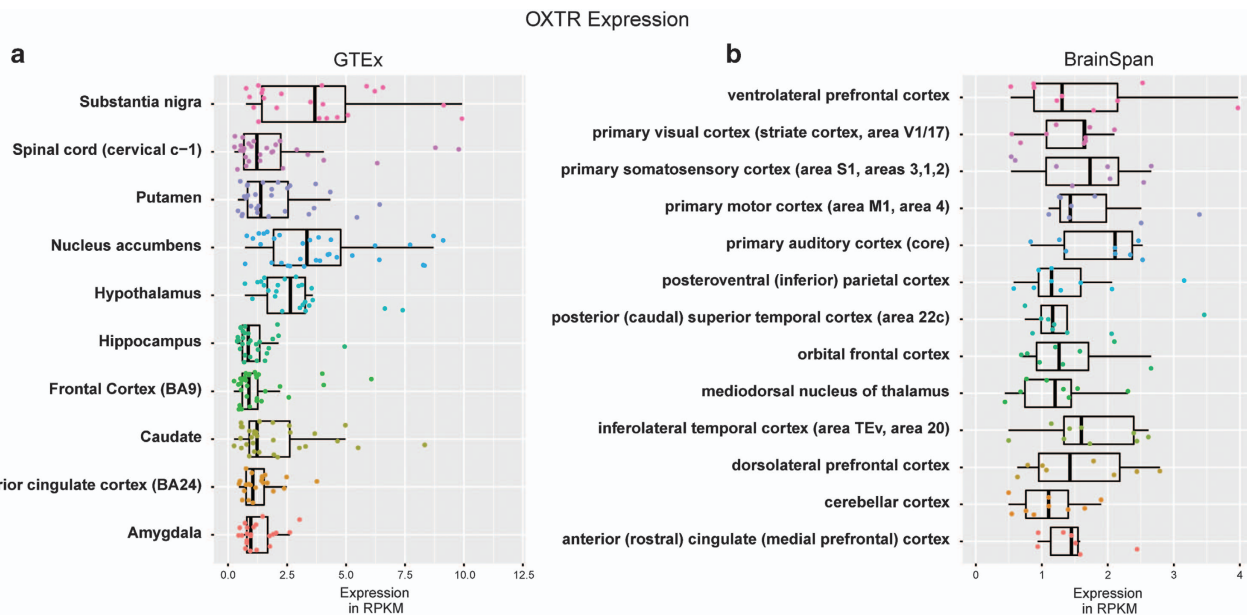 OXTR Expression
a
GTEx
Substantia nigra
Spinal cord (cervical c−1)
Putamen
Nucleus accumbens
Hypothalamus
Hippocampus
Frontal Cortex (BA9)
Caudate
rior cingulate cortex (BA24)
Amygdala
0.0 2.5 5.0 7.5 10.0 12.5
Expression
in RPKM
b
BrainSpan
ventrolateral prefrontal cortex
primary visual cortex (striate cortex, area V1/17)
primary somatosensory cortex (area S1, areas 3,1,2)
primary motor cortex (area M1, area 4)
primary auditory cortex (core)
posteroventral (inferior) parietal cortex
posterior (caudal) superior temporal cortex (area 22c)
orbital frontal cortex
mediodorsal nucleus of thalamus
inferolateral temporal cortex (area TEv, area 20)
dorsolateral prefrontal cortex
cerebellar cortex
anterior (rostral) cingulate (medial prefrontal) cortex
0 1 2 3 4
Expression
in RPKM